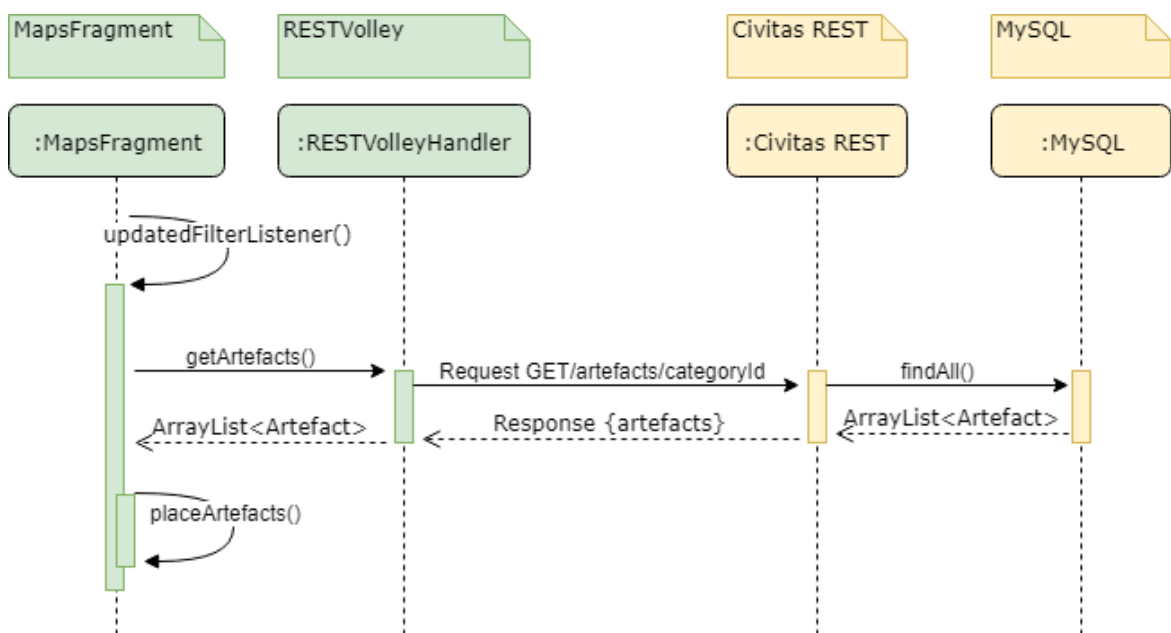 MapsFragment
RESTVolley
Civitas REST
MySQL
:MapsFragment
:RESTVolleyHandler
:Civitas REST
:MySQL
updatedFilterListener()
getArtefacts()
Request GET/artefacts/categoryId
findAll()
ArrayList<Artefact>
Response {artefacts}
ArrayList<Artefact>
placeArtefacts()